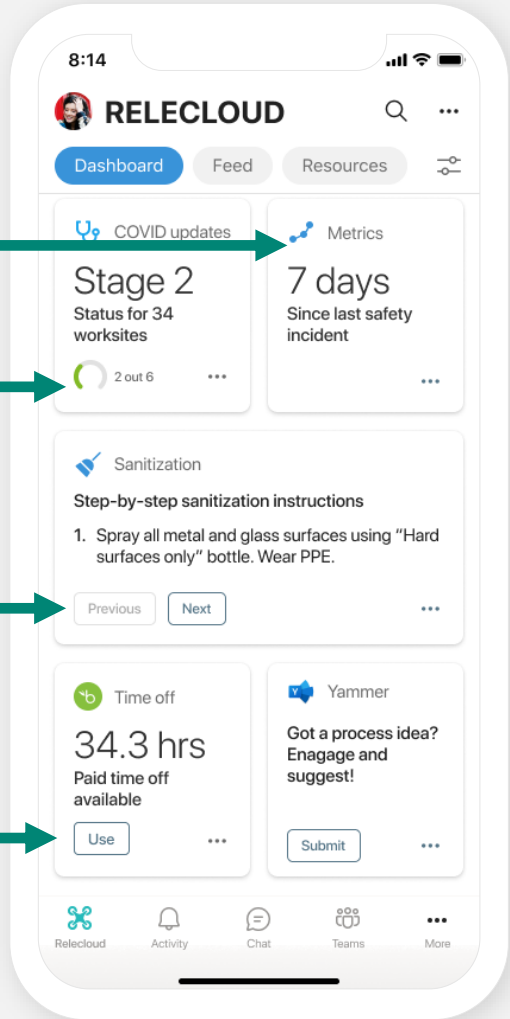 8:14
RELECLOUD
Dashboard
Feed
Resources
COVID updates
Stage 2
Status for 34
worksites
2 out 6
Metrics
7 days
Since last safety
incident
Sanitization
Step-by-step sanitization instructions
1. Spray all metal and glass surfaces using “Hard
surfaces only” bottle. Wear PPE.
Previous
Next
Time off
34.3 hrs
Paid time off
available
Use
Yammer
Got a process idea?
Enagage and
suggest!
Submit
Relecloud
Activity
Chat
Teams
More